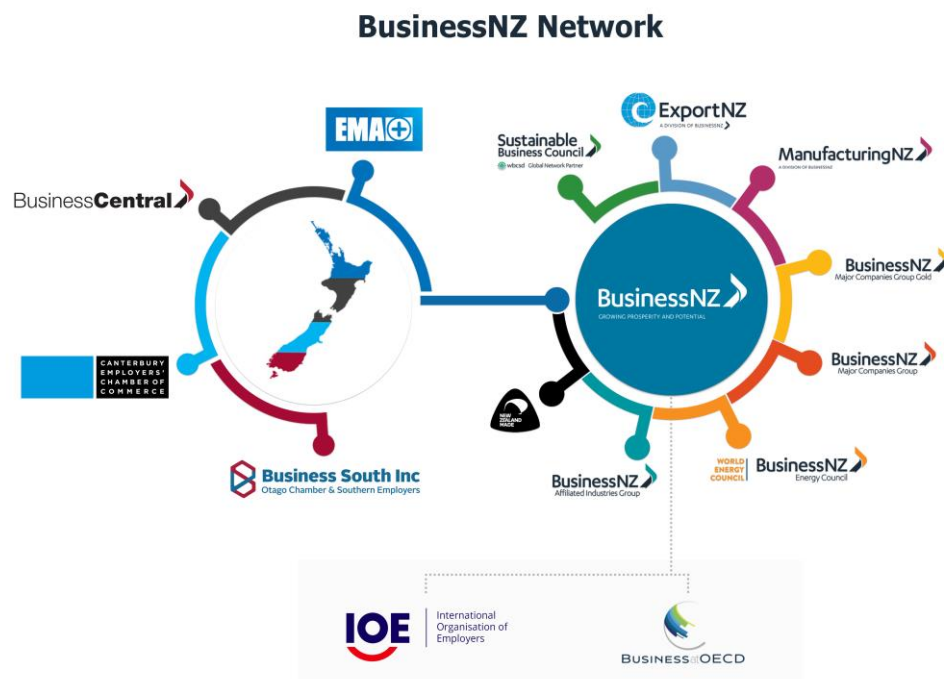 BusinessNZ Network
EMA
BusinessCentral
CANTERBURY
EMPLOYERS'
CHAMBER OF
COMMERCE
Business South Inc
Otago Chamber & Southern Employers
Sustainable
Business Council
wbcsd Global Network Partner
ExportNZ
A DIVISION OF BUSINESSNZ
ManufacturingNZ
A DIVISION OF BUSINESSNZ
BusinessNZ
Major Companies Group Gold
BusinessNZ
Major Companies Group
WORLD
ENERGY
COUNCIL
BusinessNZ
Energy Council
BusinessNZ
Affiliated Industries Group
NEW
ZEALAND
MADE
BusinessNZ
GROWING PROSPERITY AND POTENTIAL
IOE
International
Organisation of
Employers
BUSINESSatOECD